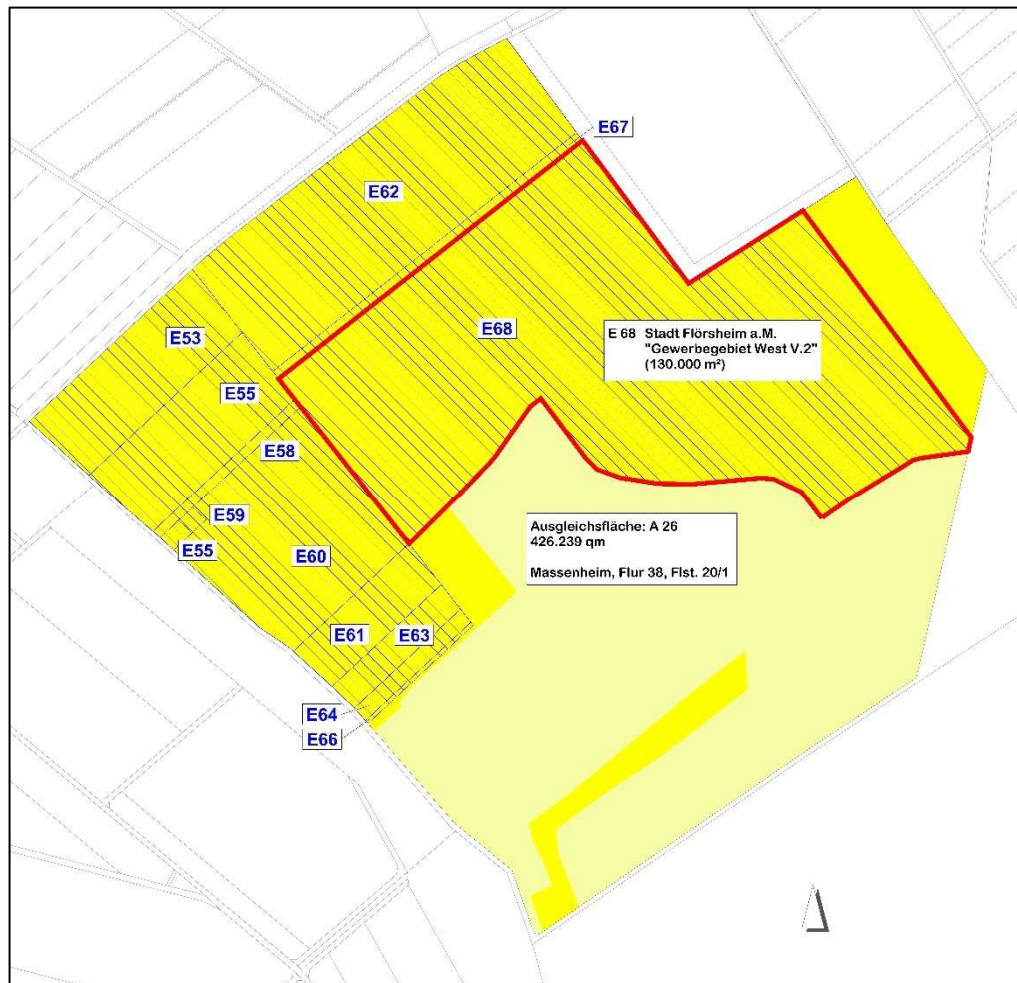 E67
E62
E53
E68
E 68 Stadt Flörsheim a.M.
"Gewerbegebiet West V.2"
(130.000 m²)
E55
E58
E59
E55
E60
Ausgleichsfläche: A 26
426.239 qm
Massenheim, Flur 38, Flst. 20/1
E61
E63
E64
E66